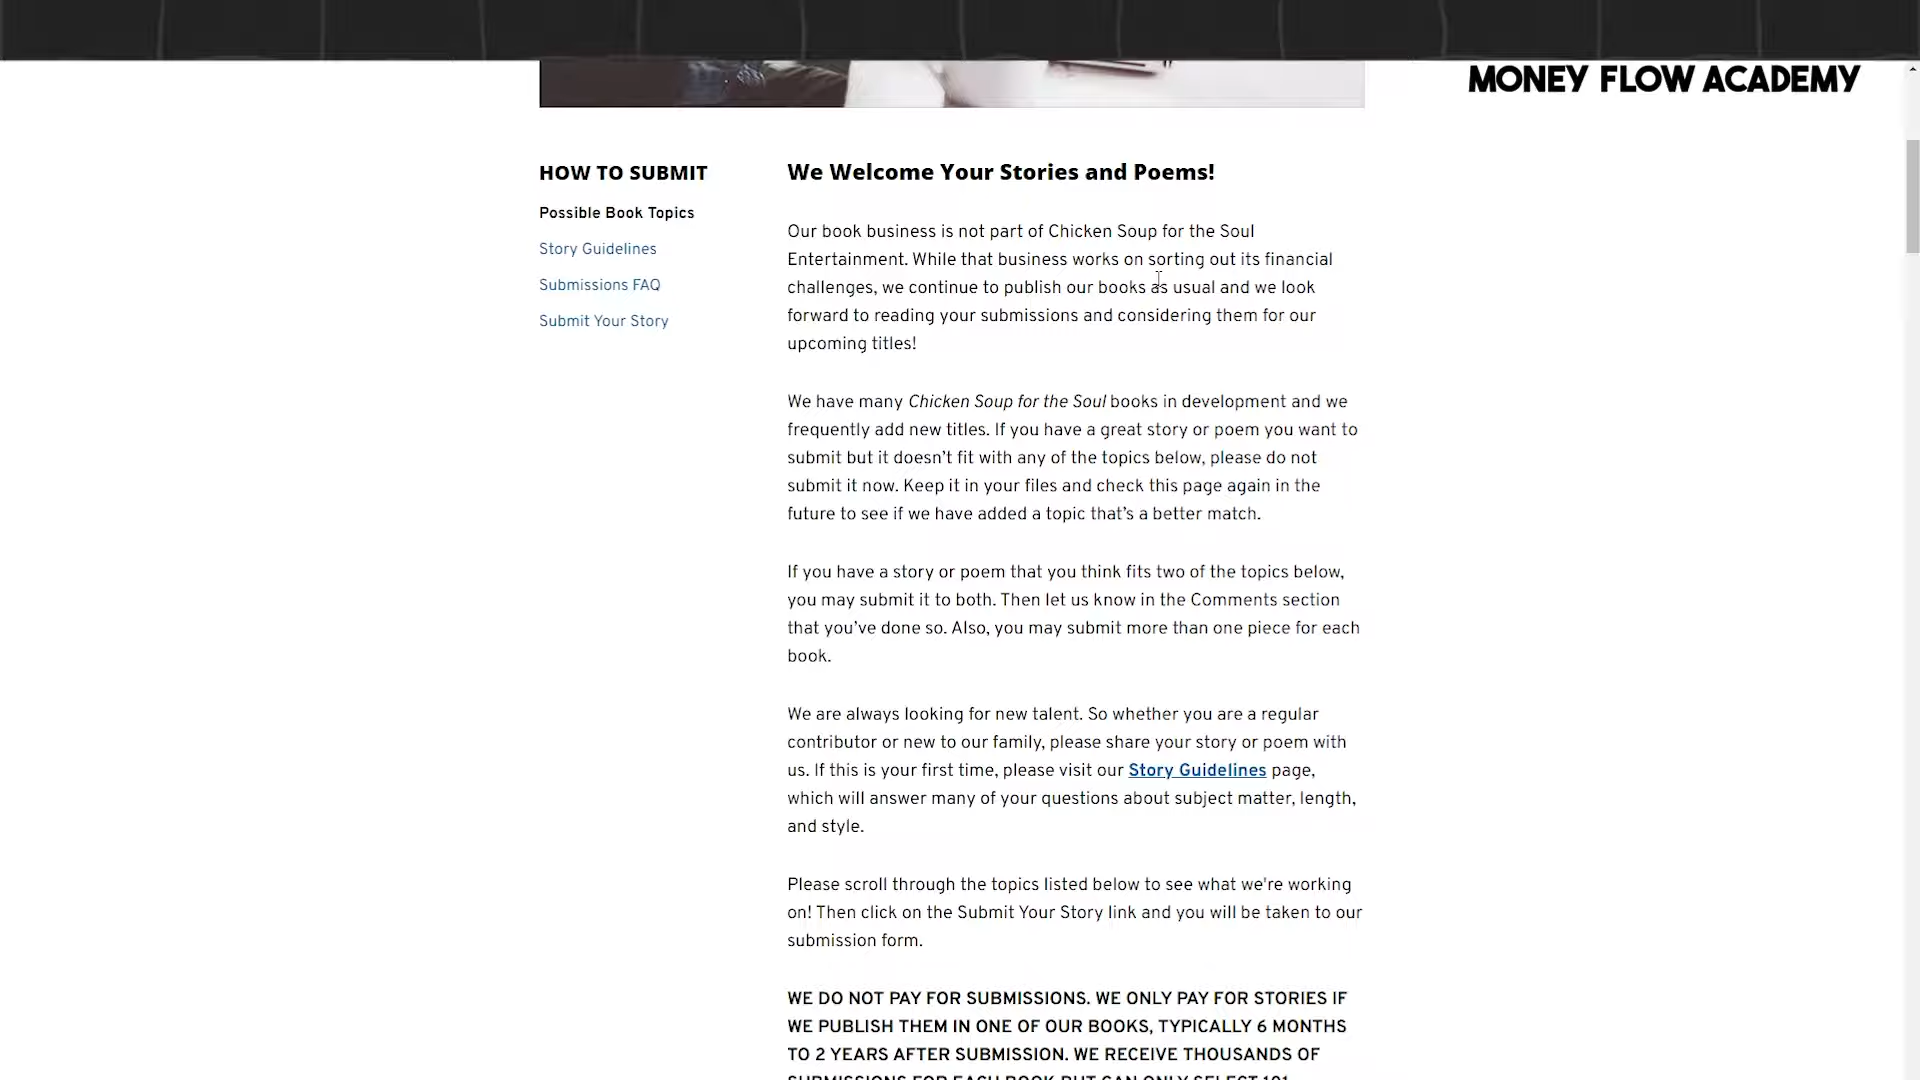 MONEY FLOW ACADEMY
HOW TO SUBMIT
Possible Book Topics
Story Guidelines
Submissions FAQ
Submit Your Story
We Welcome Your Stories and Poems!
Our book business is not part of Chicken Soup for the Soul
Entertainment. While that business works on sorting out its financial
challenges, we continue to publish our books as usual and we look
forward to reading your submissions and considering them for our
upcoming titles!
We have many Chicken Soup for the Soul books in development and we
frequently add new titles. If you have a great story or poem you want to
submit but it doesn’t fit with any of the topics below, please do not
submit it now. Keep it in your files and check this page again in the
future to see if we have added a topic that’s a better match.
If you have a story or poem that you think fits two of the topics below,
you may submit it to both. Then let us know in the Comments section
that you’ve done so. Also, you may submit more than one piece for each
book.
We are always looking for new talent. So whether you are a regular
contributor or new to our family, please share your story or poem with
us. If this is your first time, please visit our Story Guidelines page,
which will answer many of your questions about subject matter, length,
and style.
Please scroll through the topics listed below to see what we're working
on! Then click on the Submit Your Story link and you will be taken to our
submission form.
WE DO NOT PAY FOR SUBMISSIONS. WE ONLY PAY FOR STORIES IF
WE PUBLISH THEM IN ONE OF OUR BOOKS, TYPICALLY 6 MONTHS
TO 2 YEARS AFTER SUBMISSION. WE RECEIVE THOUSANDS OF
SUBMISSIONS FOR EACH BOOK BUT CAN ONLY SELECT 101